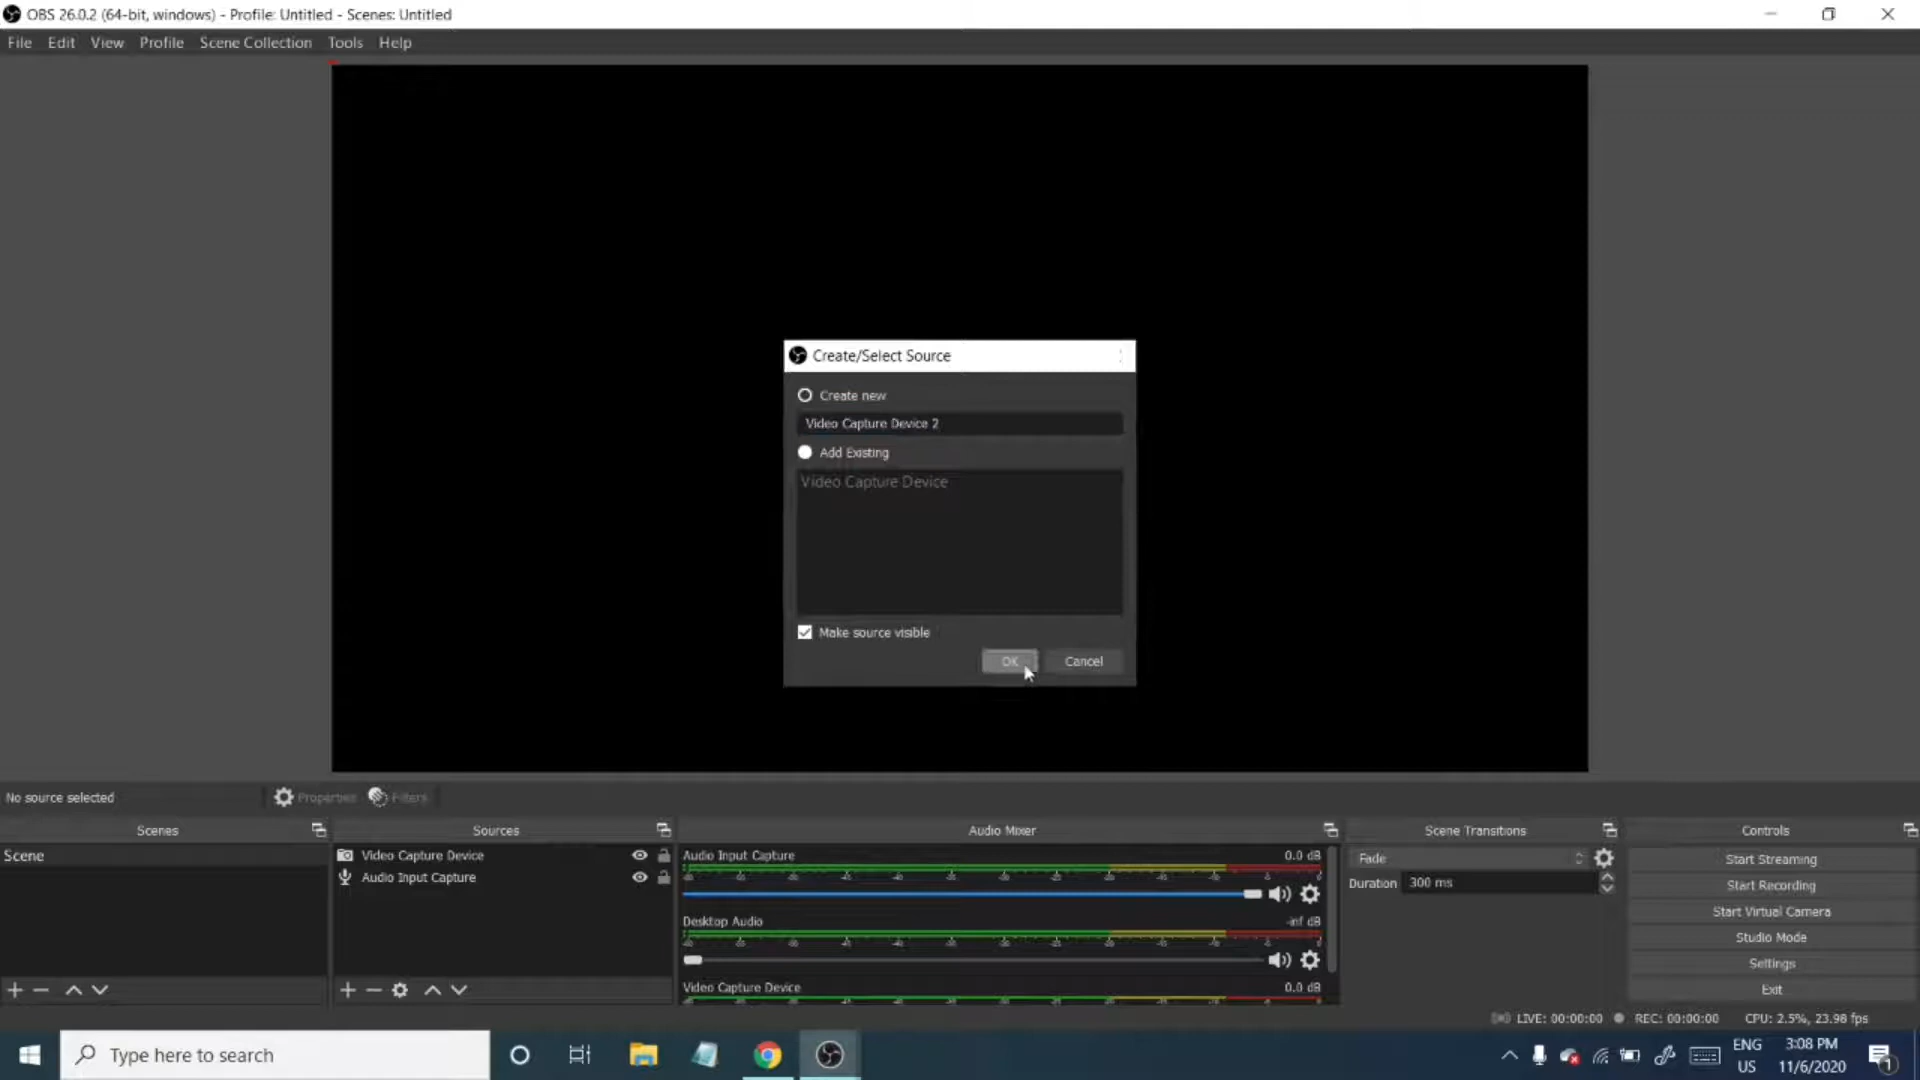 OBS 26.0.2 (64-bit, windows) - Profile: Untitled - Scenes: Untitled
File Edit View Profile Scene Collection Tools Help
Create/Select Source
Create new
Video Capture Device 2
Add Existing
Video Capture Device
Make source visible
OK Cancel
No source selected Properties Filters
Scenes Sources Audio Mixer Scene Transitions Controls
Scene
Video Capture Device
Audio Input Capture
Audio Input Capture 0.0 dB
Desktop Audio -inf dB
Video Capture Device 0.0 dB
Fade
Duration 300 ms
Start Streaming
Start Recording
Start Virtual Camera
Studio Mode
Settings
Exit
LIVE: 00:00:00 REC: 00:00:00 CPU: 2.5%, 23.98 fps
Type here to search
ENG
US
3:08 PM
11/6/2020
1